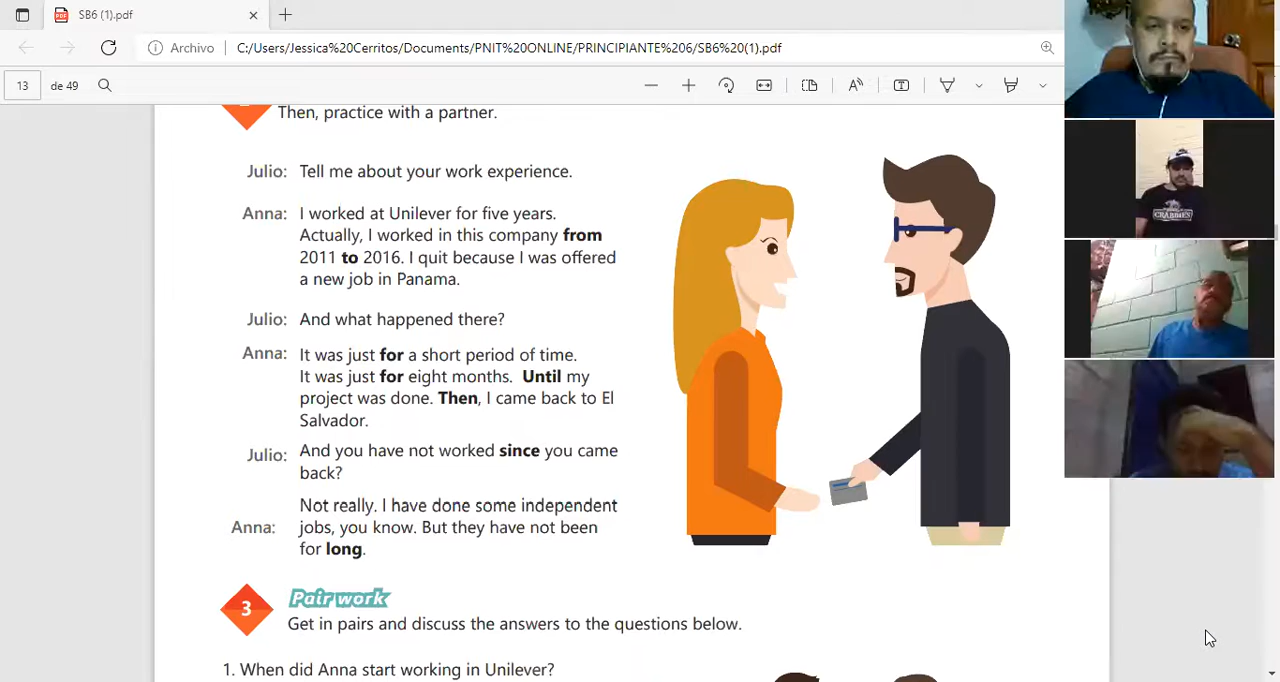 SB6 (1).pdf
Archivo
C:/Users/Jessica%20Cerritos/Documents/PNIT%20ONLINE/PRINCIPIANTE%206/SB6%20(1).pdf
13 de 49
Then, practice with a partner.
Julio: Tell me about your work experience.
Anna: I worked at Unilever for five years.
Actually, I worked in this company from
2011 to 2016. I quit because I was offered
a new job in Panama.
Julio: And what happened there?
Anna: It was just for a short period of time.
It was just for eight months. Until my
project was done. Then, I came back to El
Salvador.
Julio: And you have not worked since you came
back?
Not really. I have done some independent
Anna: jobs, you know. But they have not been
for long.
3 Pair work
Get in pairs and discuss the answers to the questions below.
1. When did Anna start working in Unilever?